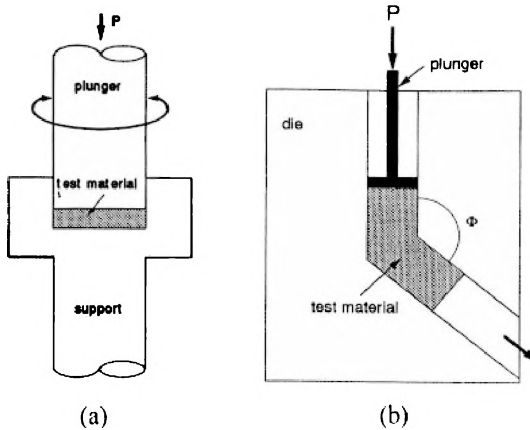 P
plunger
test material
support
(a)
P
plunger
die
Φ
test material
(b)